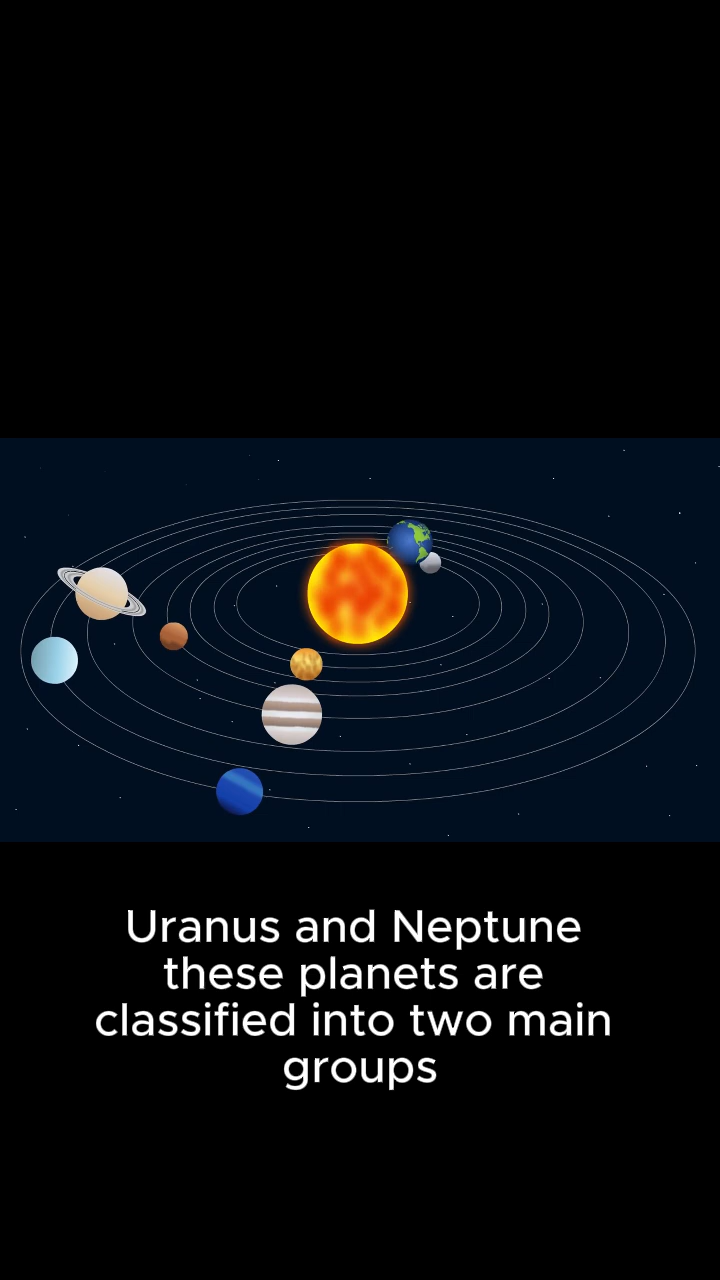 Uranus and Neptune
these planets are
classified into two main
groups